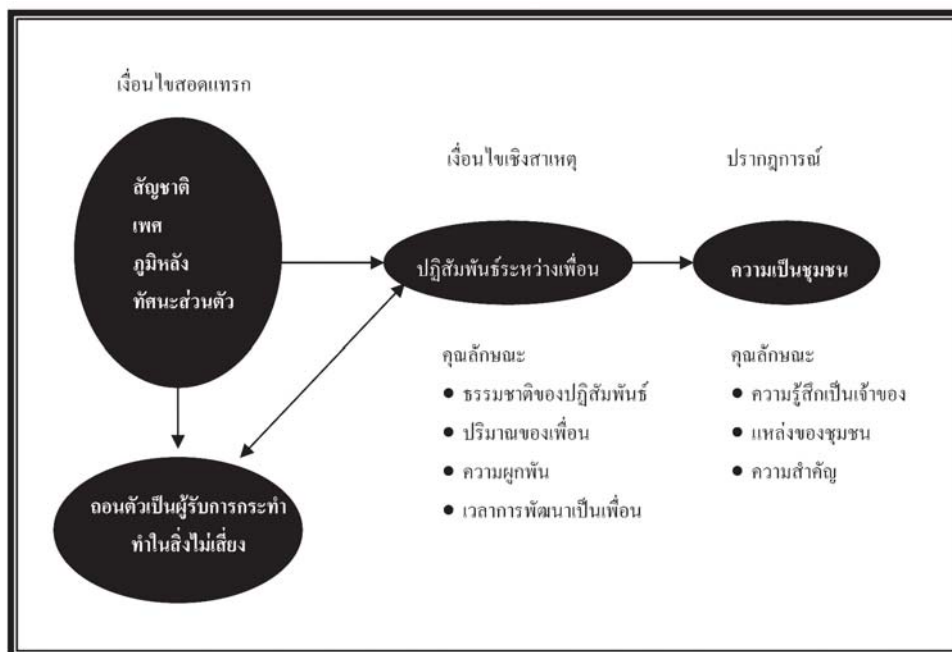 เงื่อนไขสอดแทรก
สัญชาติ
เพศ
ภูมิหลัง
ทัศนะส่วนตัว
ถอนตัวเป็นผู้รับการกระทำ
ทำในสิ่งไม่เสี่ยง
เงื่อนไขเชิงสาเหตุ
ปฏิสัมพันธ์ระหว่างเพื่อน
คุณลักษณะ
● ธรรมชาติของปฏิสัมพันธ์
● ปริมาณของเพื่อน
● ความผูกพัน
● เวลาการพัฒนาเป็นเพื่อน
ปรากฏการณ์
ความเป็นชุมชน
คุณลักษณะ
● ความรู้สึกเป็นเจ้าของ
● แหล่งของชุมชน
● ความสำคัญ